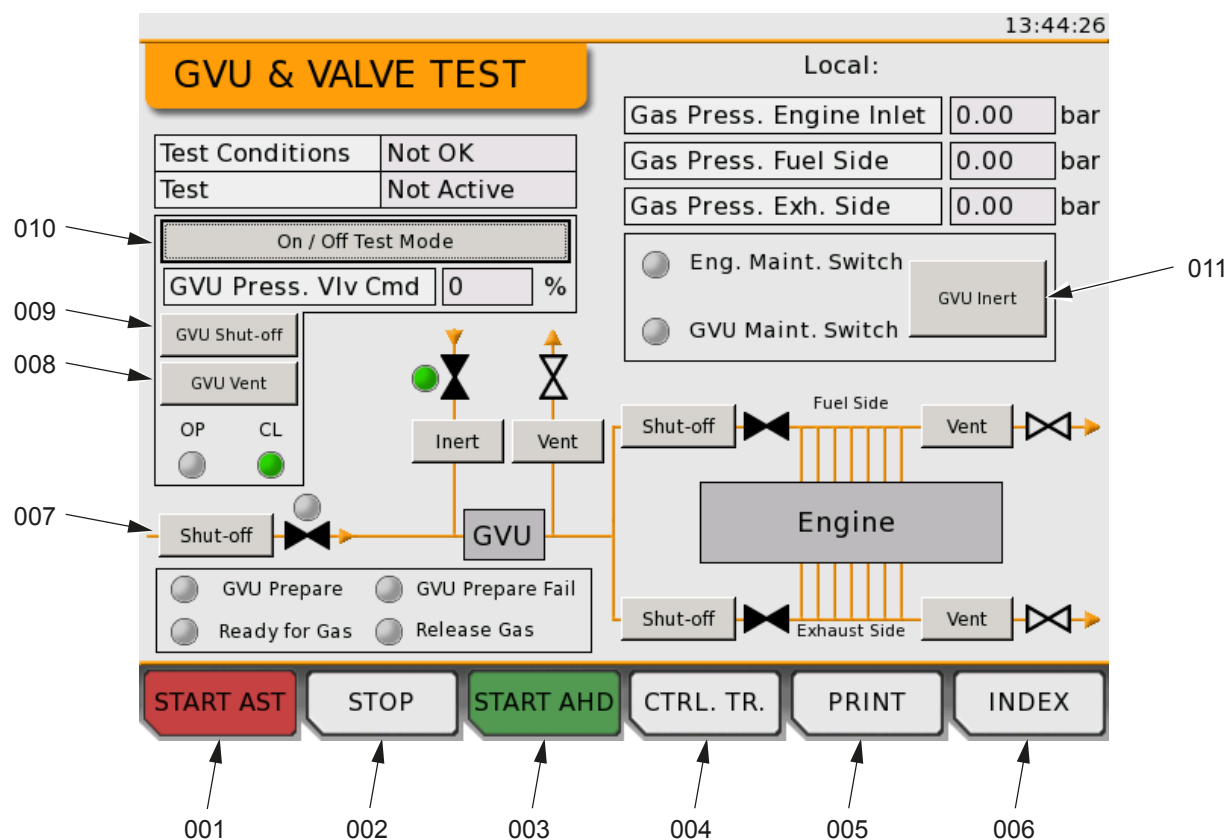 13:44:26
GVU & VALVE TEST
Local:
Gas Press. Engine Inlet 0.00 bar
Test Conditions Not OK
Gas Press. Fuel Side 0.00 bar
Test Not Active
Gas Press. Exh. Side 0.00 bar
010
On / Off Test Mode
Eng. Maint. Switch
011
GVU Press. Vlv Cmd 0 %
GVU Inert
009
GVU Shut-off
GVU Maint. Switch
008
GVU Vent
Fuel Side
OP CL
Inert Vent
Shut-off
Vent
007
Shut-off
GVU
Engine
GVU Prepare
GVU Prepare Fail
Ready for Gas
Release Gas
Shut-off
Exhaust Side
Vent
START AST
STOP
START AHD
CTRL. TR.
PRINT
INDEX
001
002
003
004
005
006